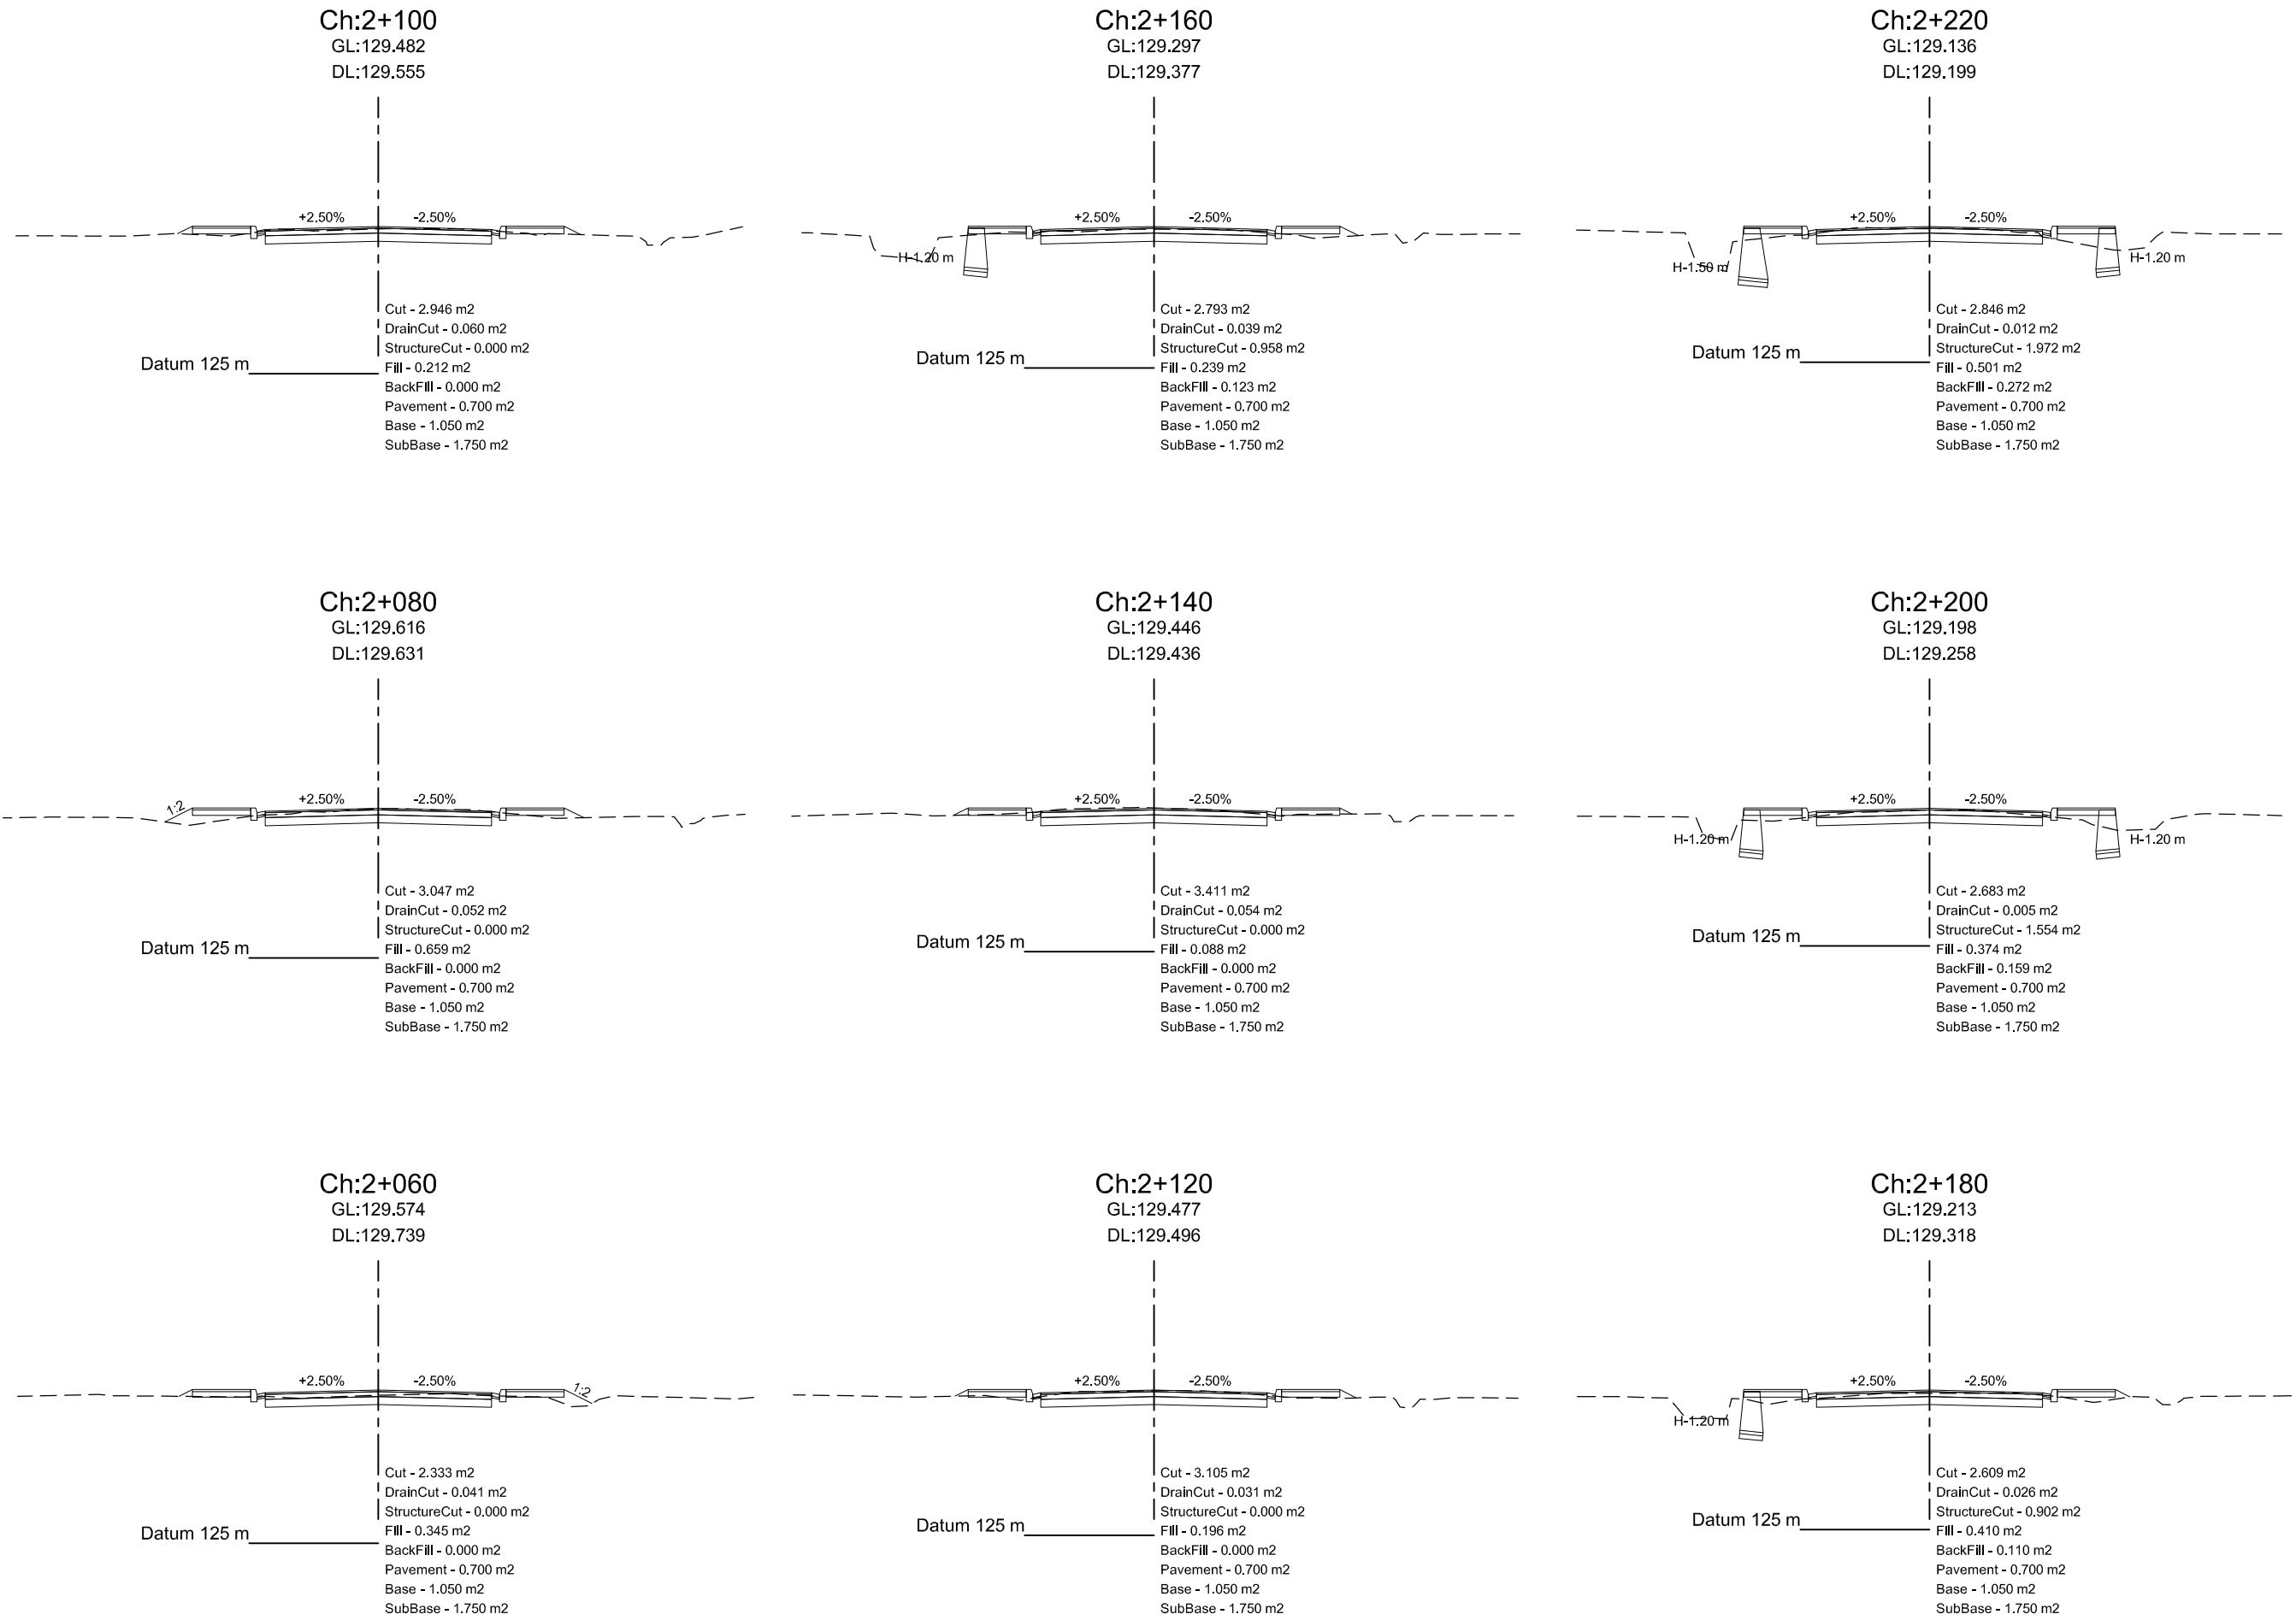 Ch:2+100
GL:129.482
DL:129.555
+2.50% -2.50%
Cut - 2.946 m2
DrainCut - 0.060 m2
StructureCut - 0.000 m2
Datum 125 m
Fill - 0.212 m2
BackFill - 0.000 m2
Pavement - 0.700 m2
Base - 1.050 m2
SubBase - 1.750 m2
Ch:2+160
GL:129.297
DL:129.377
+2.50% -2.50%
H-1.20 m
Cut - 2.793 m2
DrainCut - 0.039 m2
StructureCut - 0.958 m2
Datum 125 m
Fill - 0.239 m2
BackFill - 0.123 m2
Pavement - 0.700 m2
Base - 1.050 m2
SubBase - 1.750 m2
Ch:2+220
GL:129.136
DL:129.199
+2.50% -2.50%
H-1.50 m
H-1.20 m
Cut - 2.846 m2
DrainCut - 0.012 m2
StructureCut - 1.972 m2
Datum 125 m
Fill - 0.501 m2
BackFill - 0.272 m2
Pavement - 0.700 m2
Base - 1.050 m2
SubBase - 1.750 m2
Ch:2+080
GL:129.616
DL:129.631
1:2
+2.50% -2.50%
Cut - 3.047 m2
DrainCut - 0.052 m2
StructureCut - 0.000 m2
Datum 125 m
Fill - 0.659 m2
BackFill - 0.000 m2
Pavement - 0.700 m2
Base - 1.050 m2
SubBase - 1.750 m2
Ch:2+140
GL:129.446
DL:129.436
+2.50% -2.50%
Cut - 3.411 m2
DrainCut - 0.054 m2
StructureCut - 0.000 m2
Datum 125 m
Fill - 0.088 m2
BackFill - 0.000 m2
Pavement - 0.700 m2
Base - 1.050 m2
SubBase - 1.750 m2
Ch:2+200
GL:129.198
DL:129.258
+2.50% -2.50%
H-1.20 m
H-1.20 m
Cut - 2.683 m2
DrainCut - 0.005 m2
StructureCut - 1.554 m2
Datum 125 m
Fill - 0.374 m2
BackFill - 0.159 m2
Pavement - 0.700 m2
Base - 1.050 m2
SubBase - 1.750 m2
Ch:2+060
GL:129.574
DL:129.739
+2.50% -2.50%
1:2
Cut - 2.333 m2
DrainCut - 0.041 m2
StructureCut - 0.000 m2
Datum 125 m
Fill - 0.345 m2
BackFill - 0.000 m2
Pavement - 0.700 m2
Base - 1.050 m2
SubBase - 1.750 m2
Ch:2+120
GL:129.477
DL:129.496
+2.50% -2.50%
Cut - 3.105 m2
DrainCut - 0.031 m2
StructureCut - 0.000 m2
Datum 125 m
Fill - 0.196 m2
BackFill - 0.000 m2
Pavement - 0.700 m2
Base - 1.050 m2
SubBase - 1.750 m2
Ch:2+180
GL:129.213
DL:129.318
+2.50% -2.50%
H-1.20 m
Cut - 2.609 m2
DrainCut - 0.026 m2
StructureCut - 0.902 m2
Datum 125 m
Fill - 0.410 m2
BackFill - 0.110 m2
Pavement - 0.700 m2
Base - 1.050 m2
SubBase - 1.750 m2